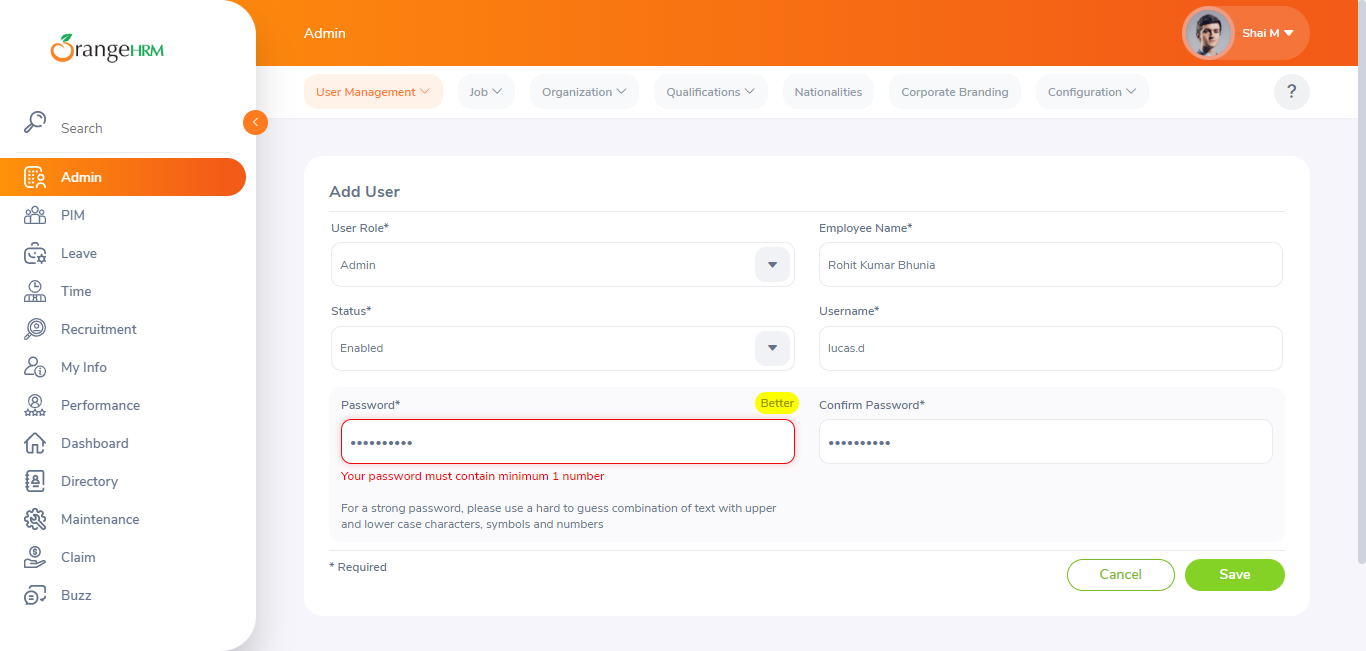 OrangeHRM
Admin
Shai M
User Management
Job
Organization
Qualifications
Nationalities
Corporate Branding
Configuration
?
Search
Admin
PIM
Leave
Time
Recruitment
My Info
Performance
Dashboard
Directory
Maintenance
Claim
Buzz
Add User
User Role*
Employee Name*
Admin
Rohit Kumar Bhunia
Status*
Username*
Enabled
lucas.d
Password*
Better
Confirm Password*
••••••••••
••••••••••
Your password must contain minimum 1 number
For a strong password, please use a hard to guess combination of text with upper
and lower case characters, symbols and numbers
* Required
Cancel
Save